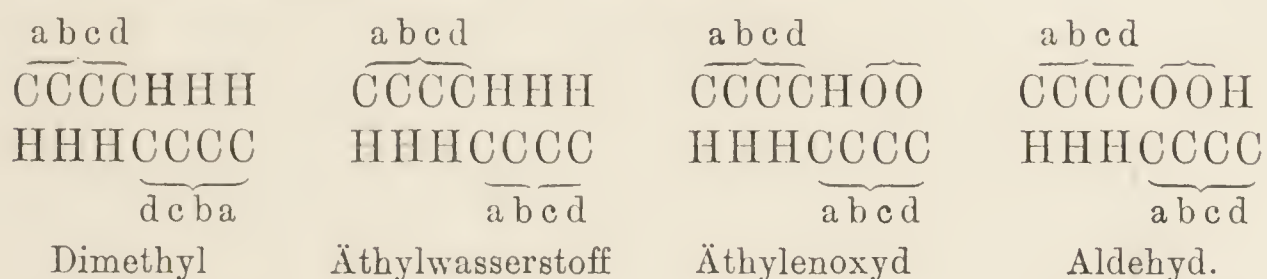 a b c d a b c d a b c d a b c d
CCCCHHH CCCCHHH CCCCHOO CCCCOOH
HHHCCCC HHHCCCC HHHCCCC HHHCCCC
d c b a a b c d a b c d a b c d
Dimethyl Äthylwasserstoff Äthylenoxyd Aldehyd.